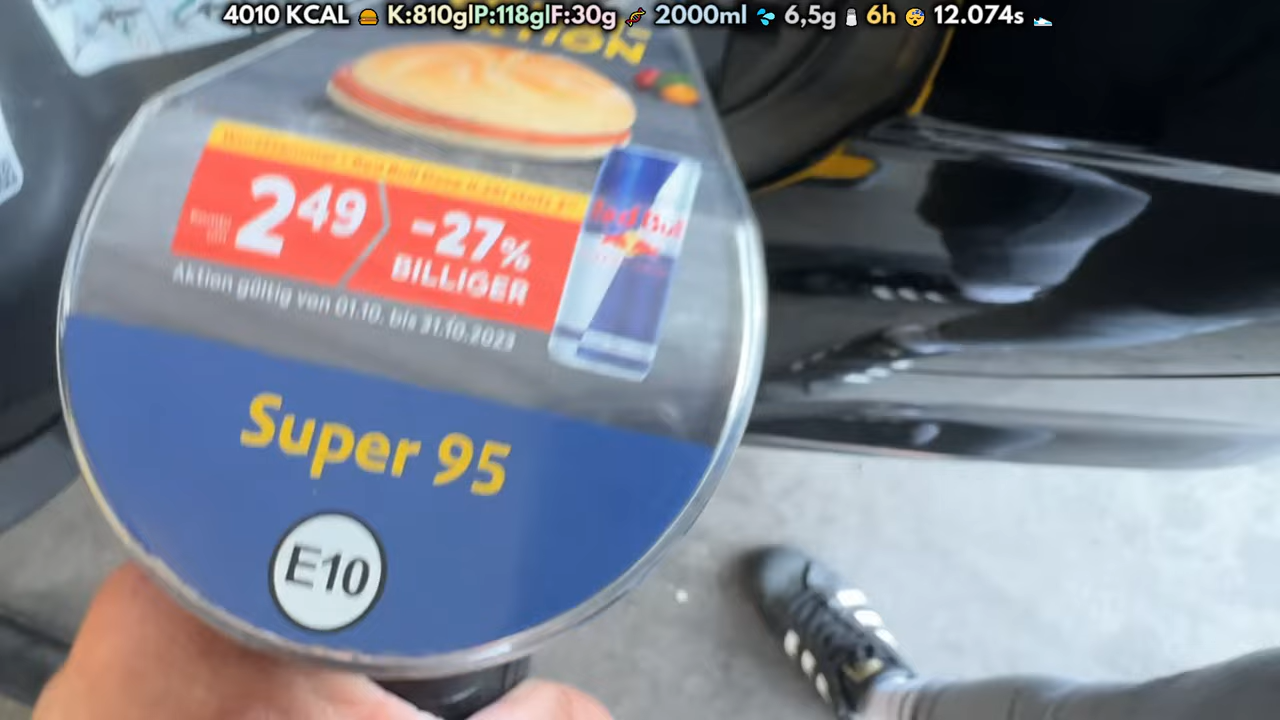 4010 KCAL 🍔 K:810g|P:118g|F:30g 🍬 2000ml 💦 6,5g 🧂 6h 😴 12.074s 👟
2 49
-27%
BILLIGER
Red Bull
Aktion gültig von 01.10. bis 31.10.2023
Super 95
E10